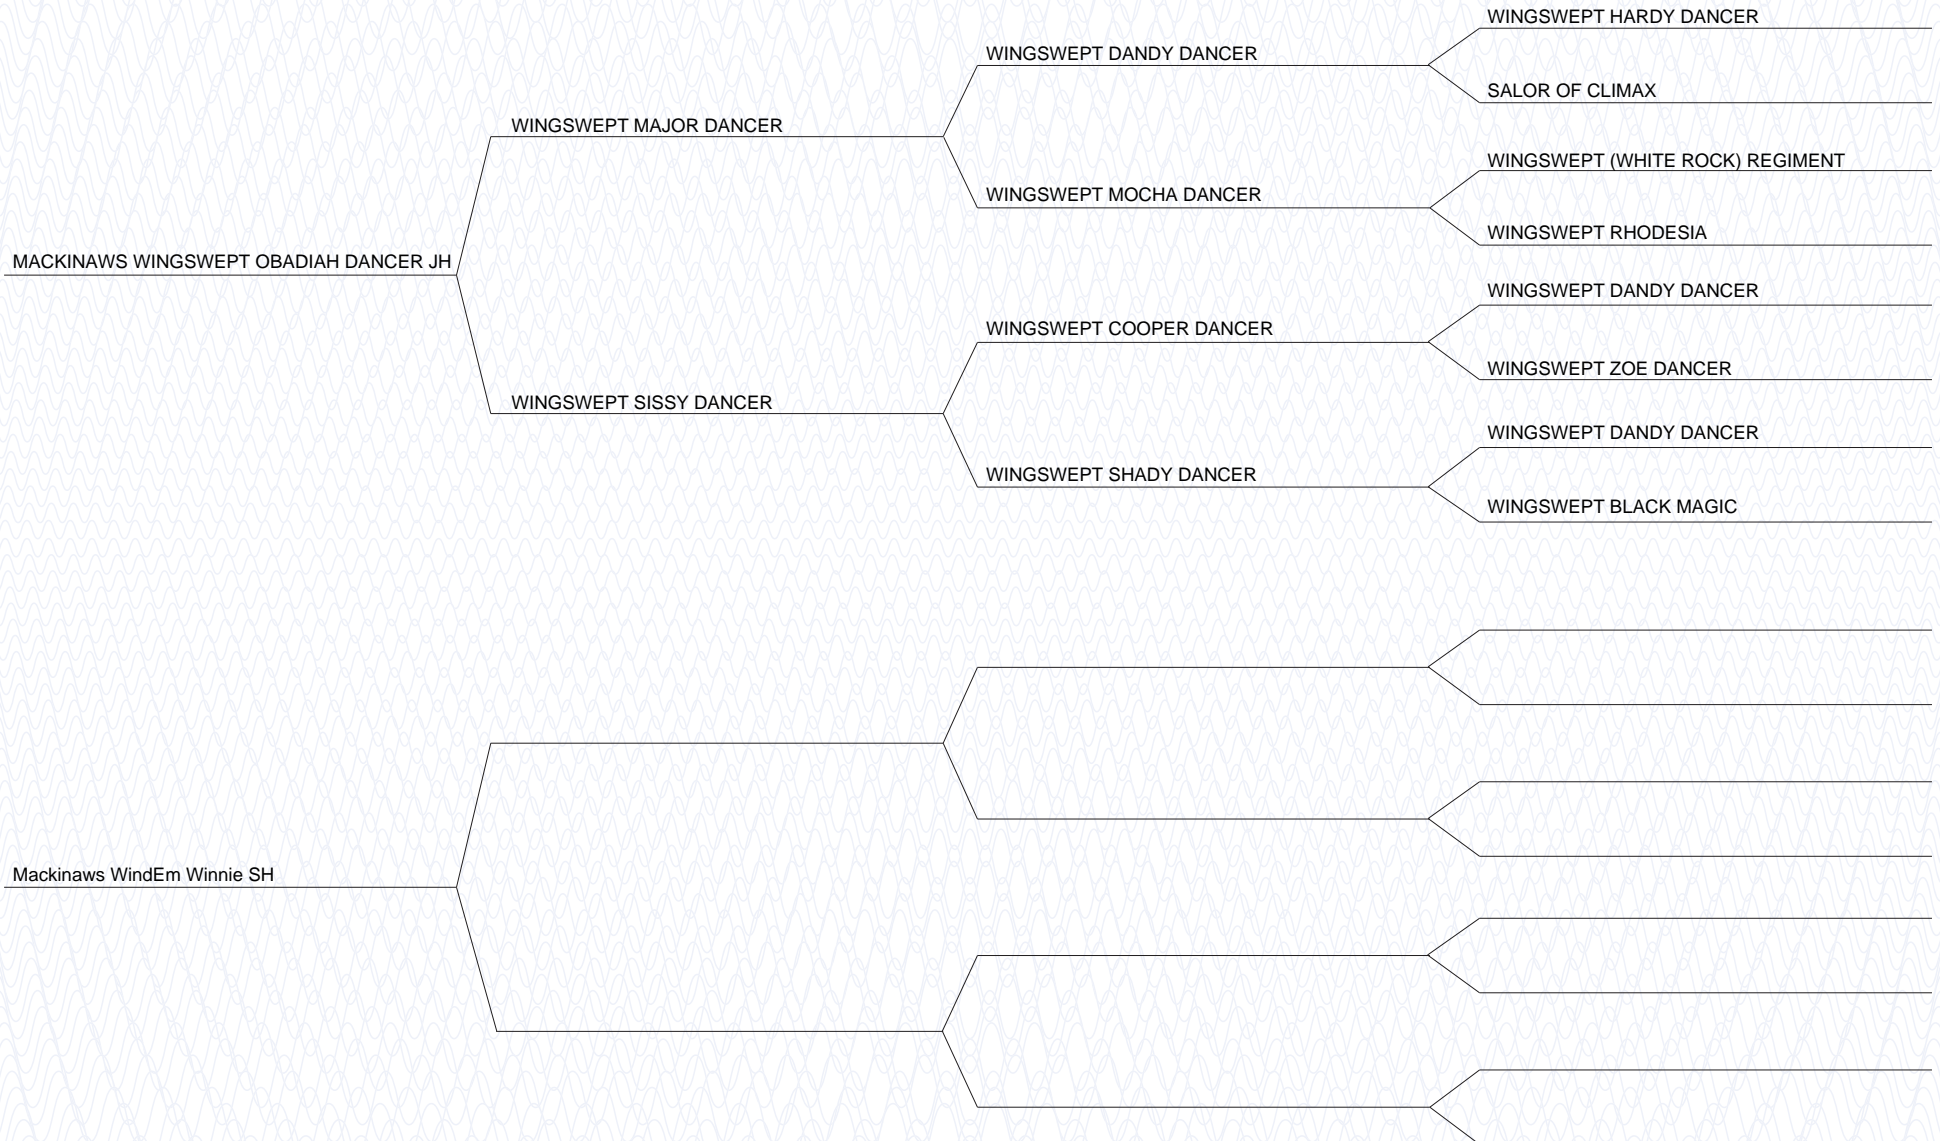 WINGSWEPT HARDY DANCER
WINGSWEPT DANDY DANCER
SALOR OF CLIMAX
WINGSWEPT MAJOR DANCER
WINGSWEPT (WHITE ROCK) REGIMENT
WINGSWEPT MOCHA DANCER
WINGSWEPT RHODESIA
MACKINAWS WINGSWEPT OBADIAH DANCER JH
WINGSWEPT DANDY DANCER
WINGSWEPT COOPER DANCER
WINGSWEPT ZOE DANCER
WINGSWEPT SISSY DANCER
WINGSWEPT DANDY DANCER
WINGSWEPT SHADY DANCER
WINGSWEPT BLACK MAGIC
Mackinaws WindEm Winnie SH